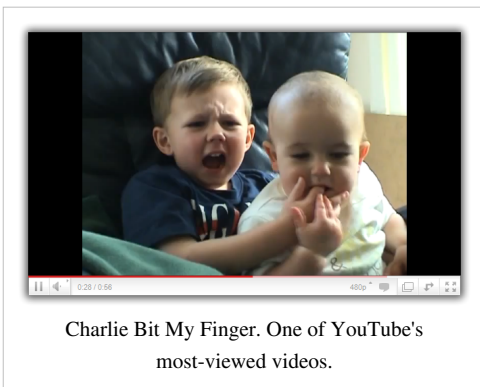 0:28 / 0:56
480p
&
Charlie Bit My Finger. One of YouTube's
most-viewed videos.